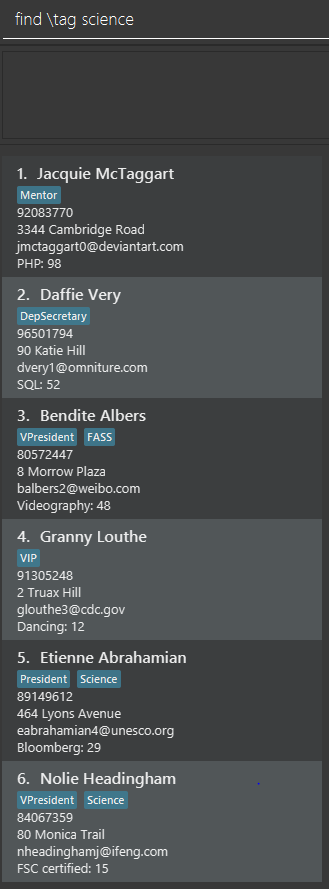 find \tag science
1. Jacquie McTaggart
Mentor
92083770
3344 Cambridge Road
jmctaggart0@deviantart.com
PHP: 98
2. Daffie Very
DepSecretary
96501794
90 Katie Hill
dvery1@omniture.com
SQL: 52
3. Bendite Albers
VPresident FASS
80572447
8 Morrow Plaza
balbers2@weibo.com
Videography: 48
4. Granny Louthe
VIP
91305248
2 Truax Hill
glouthe3@cdc.gov
Dancing: 12
5. Etienne Abrahamian
President Science
89149612
464 Lyons Avenue
eabrahamian4@unesco.org
Bloomberg: 29
6. Nolie Headingham
VPresident Science
84067359
80 Monica Trail
nheadinghamj@ifeng.com
FSC certified: 15